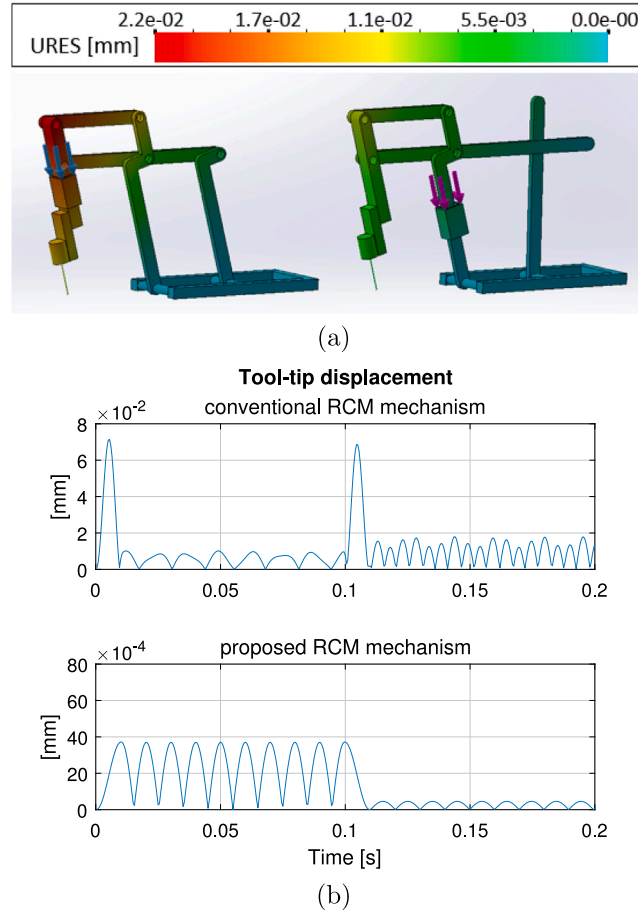 2.2e-02 1.7e-02 1.1e-02 5.5e-03 0.0e-00
URES [mm]
(a)
Tool-tip displacement
×10⁻² conventional RCM mechanism
8
6
4
2
0
[mm]
0 0.05 0.1 0.15 0.2
×10⁻⁴ proposed RCM mechanism
80
60
40
20
0
[mm]
0 0.05 0.1 0.15 0.2
Time [s]
(b)